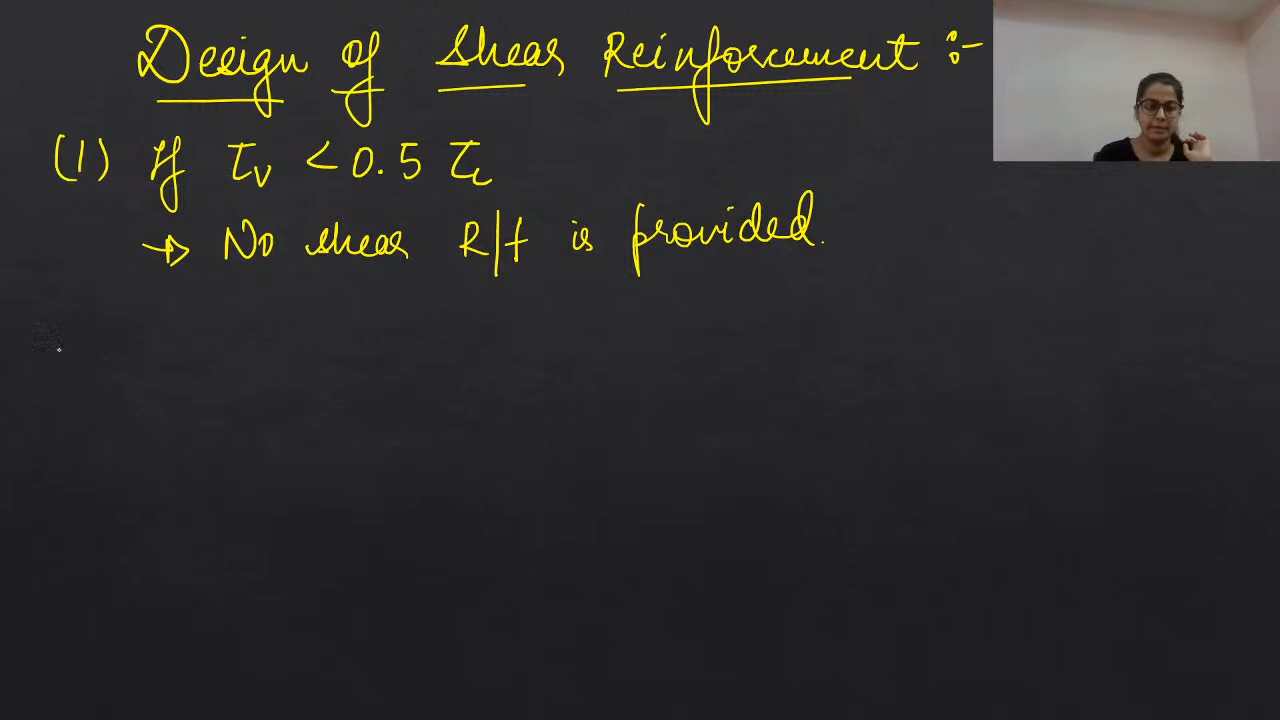 Design of Shear Reinforcement :-
(1) If τv < 0.5 τc
→ No shear R/f is provided.